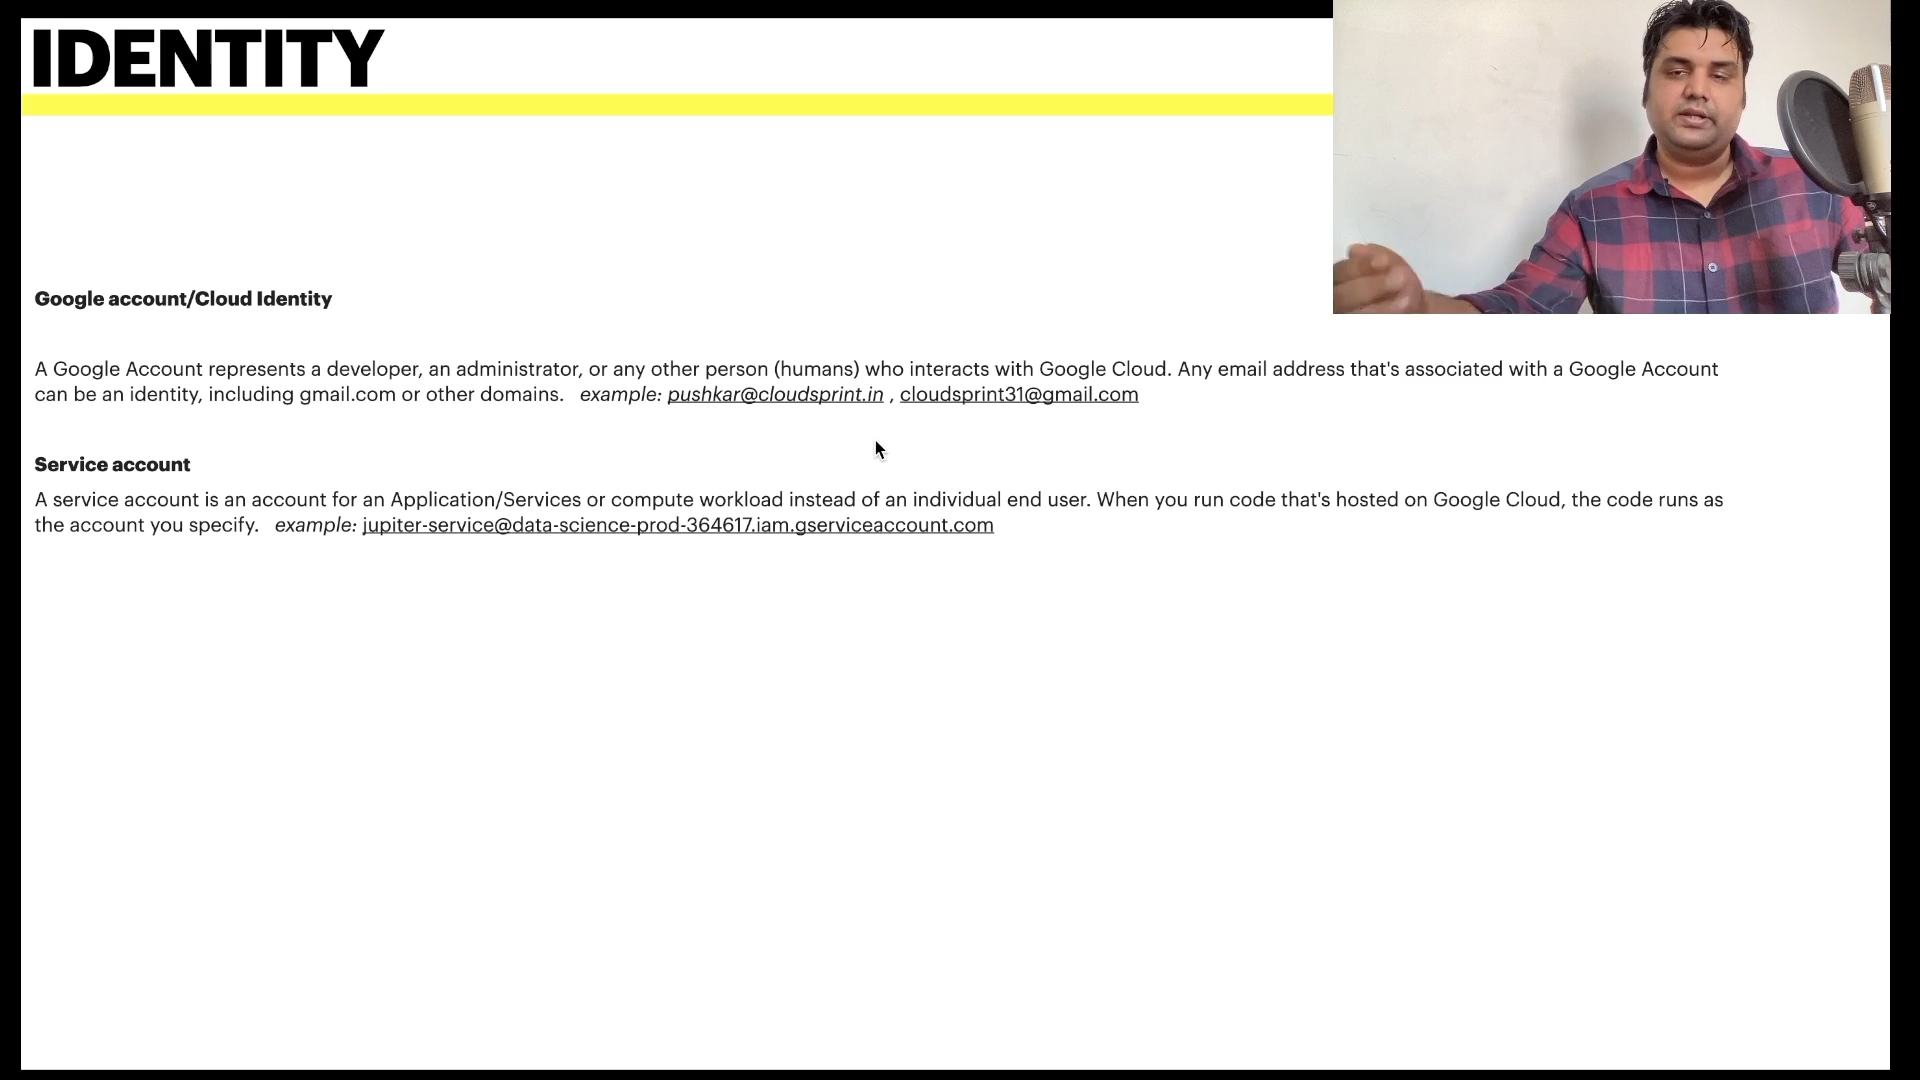 IDENTITY
Google account/Cloud Identity
A Google Account represents a developer, an administrator, or any other person (humans) who interacts with Google Cloud. Any email address that's associated with a Google Account
can be an identity, including gmail.com or other domains. example: pushkar@cloudsprint.in , cloudsprint31@gmail.com
Service account
A service account is an account for an Application/Services or compute workload instead of an individual end user. When you run code that's hosted on Google Cloud, the code runs as
the account you specify. example: jupiter-service@data-science-prod-364617.iam.gserviceaccount.com